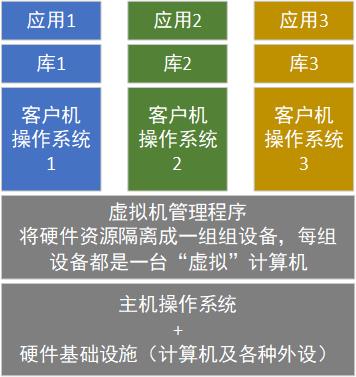 应用1
应用2
应用3
库1
库2
库3
客户机
操作系统
1
客户机
操作系统
2
客户机
操作系统
3
虚拟机管理程序
将硬件资源隔离成一组组设备，每组
设备都是一台“虚拟”计算机
主机操作系统
+
硬件基础设施（计算机及各种外设）